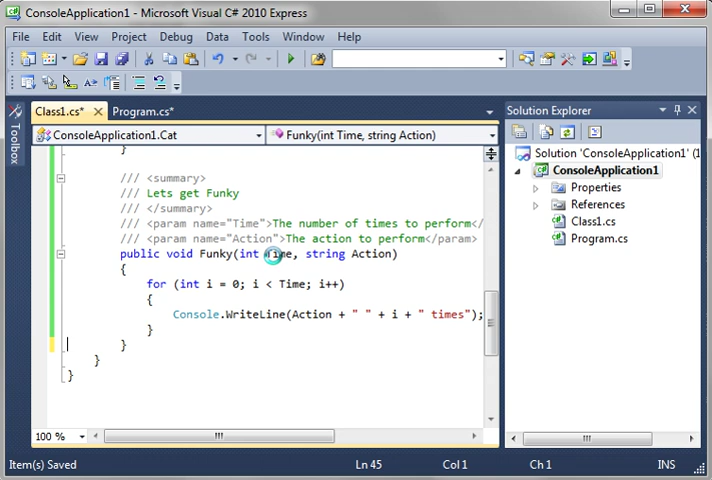 ConsoleApplication1 - Microsoft Visual C# 2010 Express
File Edit View Project Debug Data Tools Window Help
Class1.cs* Program.cs*
Solution Explorer
ConsoleApplication1.Cat
Funky(int Time, string Action)
Toolbox
Solution 'ConsoleApplication1'
ConsoleApplication1
Properties
References
Class1.cs
Program.cs
}
/// <summary>
/// Lets get Funky
/// </summary>
/// <param name="Time">The number of times to perform</
/// <param name="Action">The action to perform</param>
public void Funky(int Time, string Action)
{
for (int i = 0; i < Time; i++)
{
Console.WriteLine(Action + " " + i + " times");
}
}
}
}
100 %
Item(s) Saved
Ln 45
Col 1
Ch 1
INS